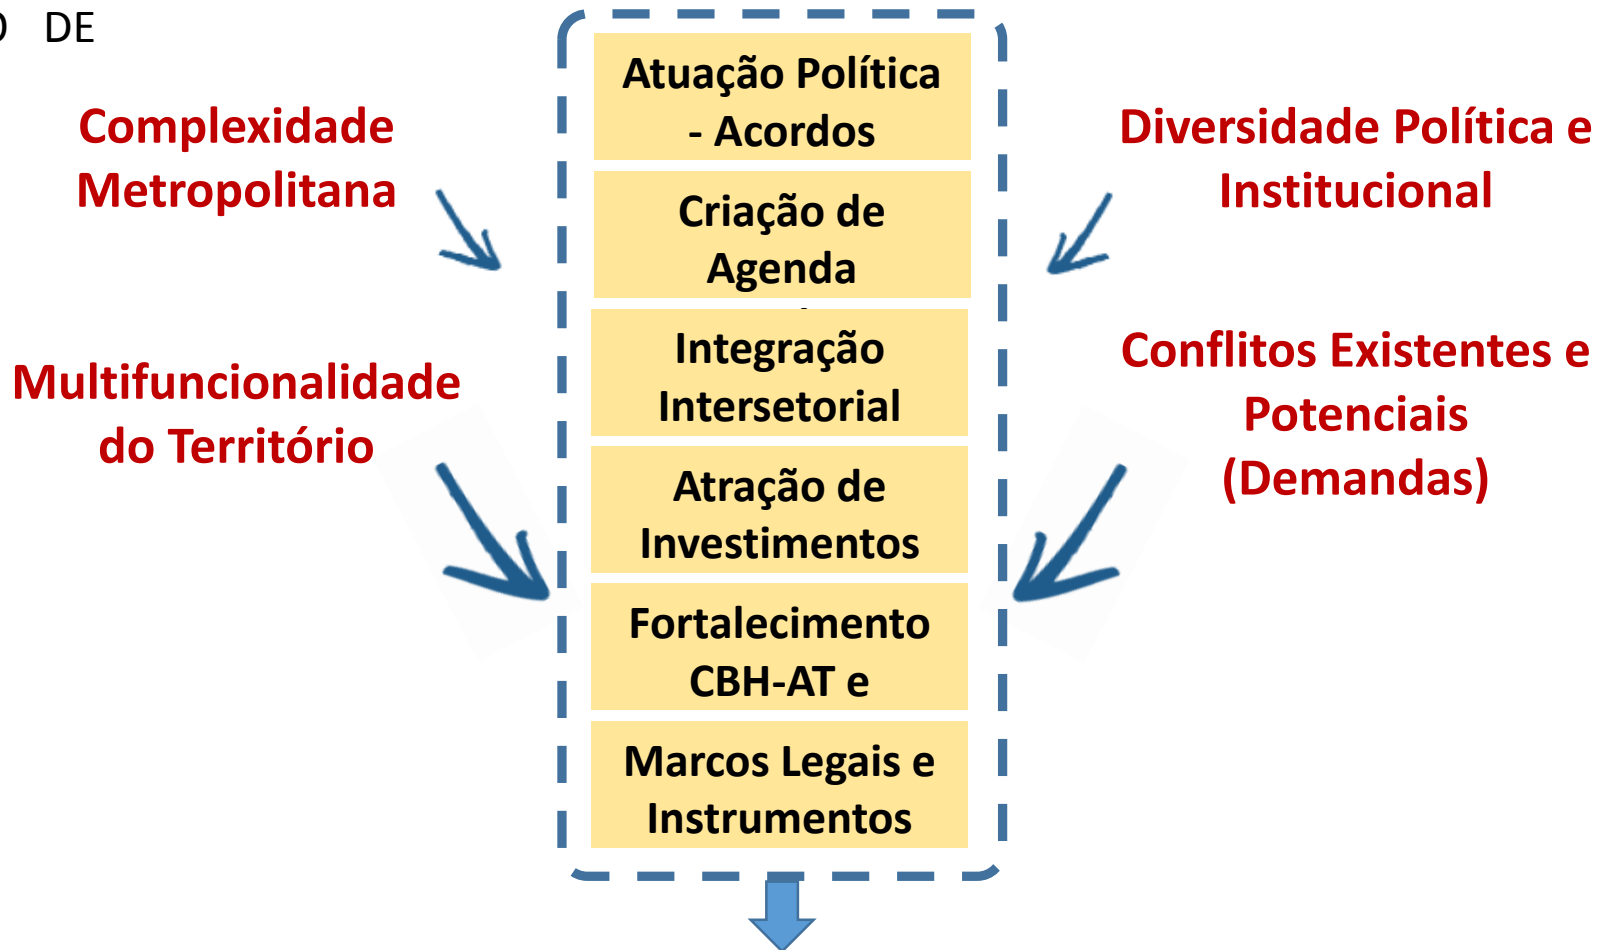 DE
Complexidade
Metropolitana
Multifuncionalidade
do Território
Atuação Política
- Acordos
Criação de
Agenda
Integração
Intersetorial
Atração de
Investimentos
Fortalecimento
CBH-AT e
Marcos Legais e
Instrumentos
Diversidade Política e
Institucional
Conflitos Existentes e
Potenciais
(Demandas)